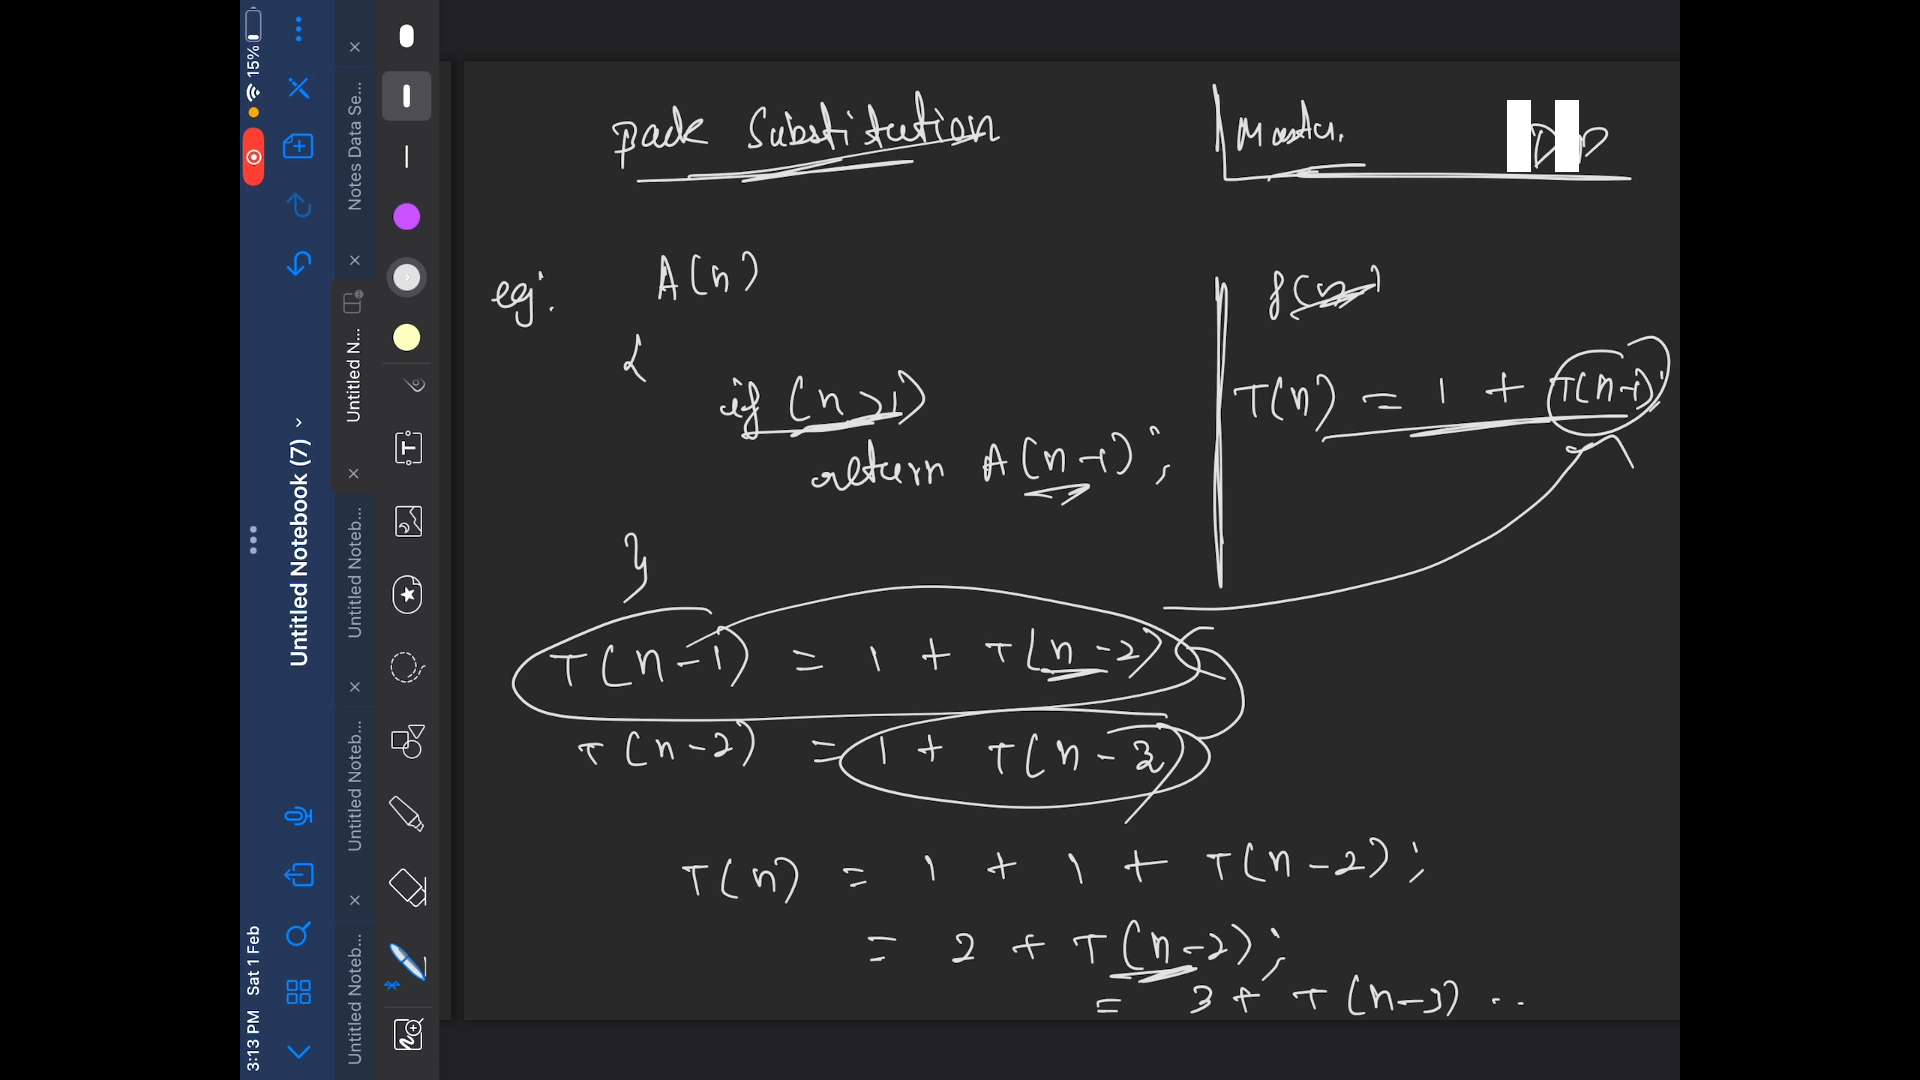 3:13 PM Sat 1 Feb
15%
Untitled Notebook (7)
Untitled Noteb...
Untitled Noteb...
Untitled Noteb...
Untitled N...
Notes Data Se...
Back Substitution
Master.
eg:
A(n)
{
if (n>1)
return A(n-1);
}
T(n) = 1 + T(n-1);
T(n-1) = 1 + T(n-2)
T(n-2) = 1 + T(n-3)
T(n) = 1 + 1 + T(n-2);
= 2 + T(n-2);
= 3 + T(n-3) ...